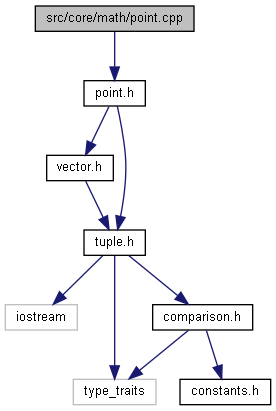 src/core/math/point.cpp
point.h
vector.h
tuple.h
iostream
comparison.h
type_traits
constants.h